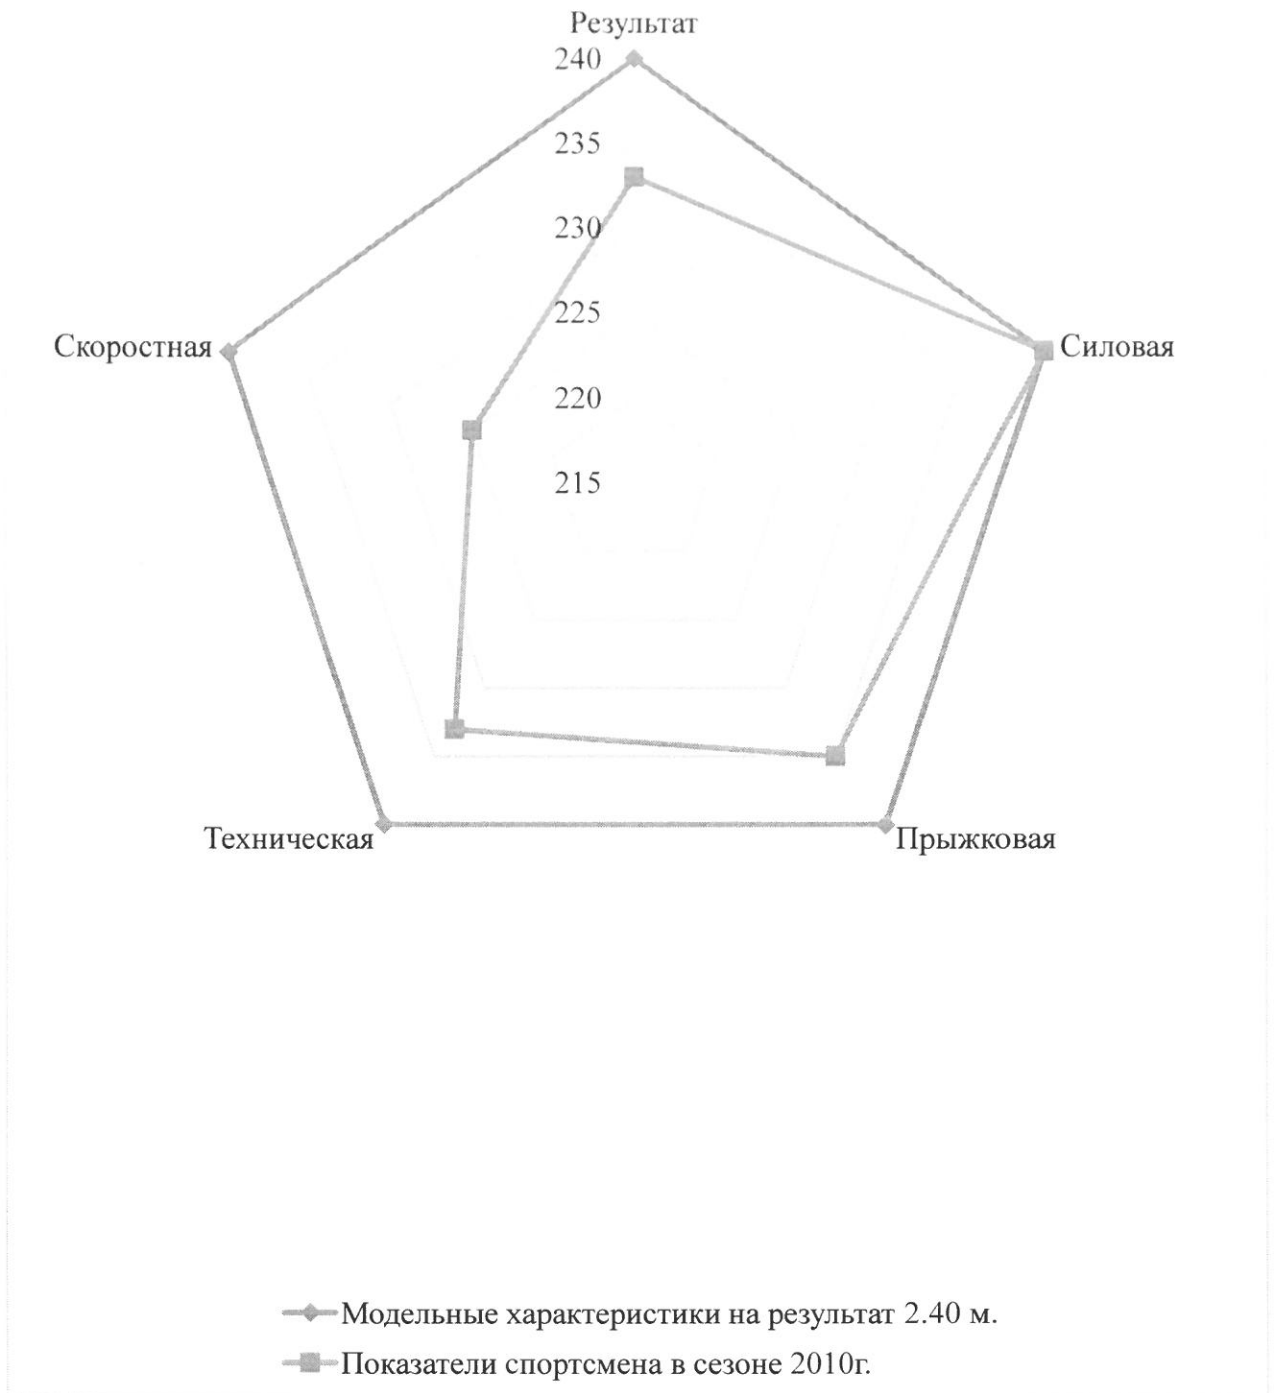 Результат
240
235
230
225
220
215
Скоростная
Силовая
Техническая
Прыжковая
Модельные характеристики на результат 2.40 м.
Показатели спортсмена в сезоне 2010г.